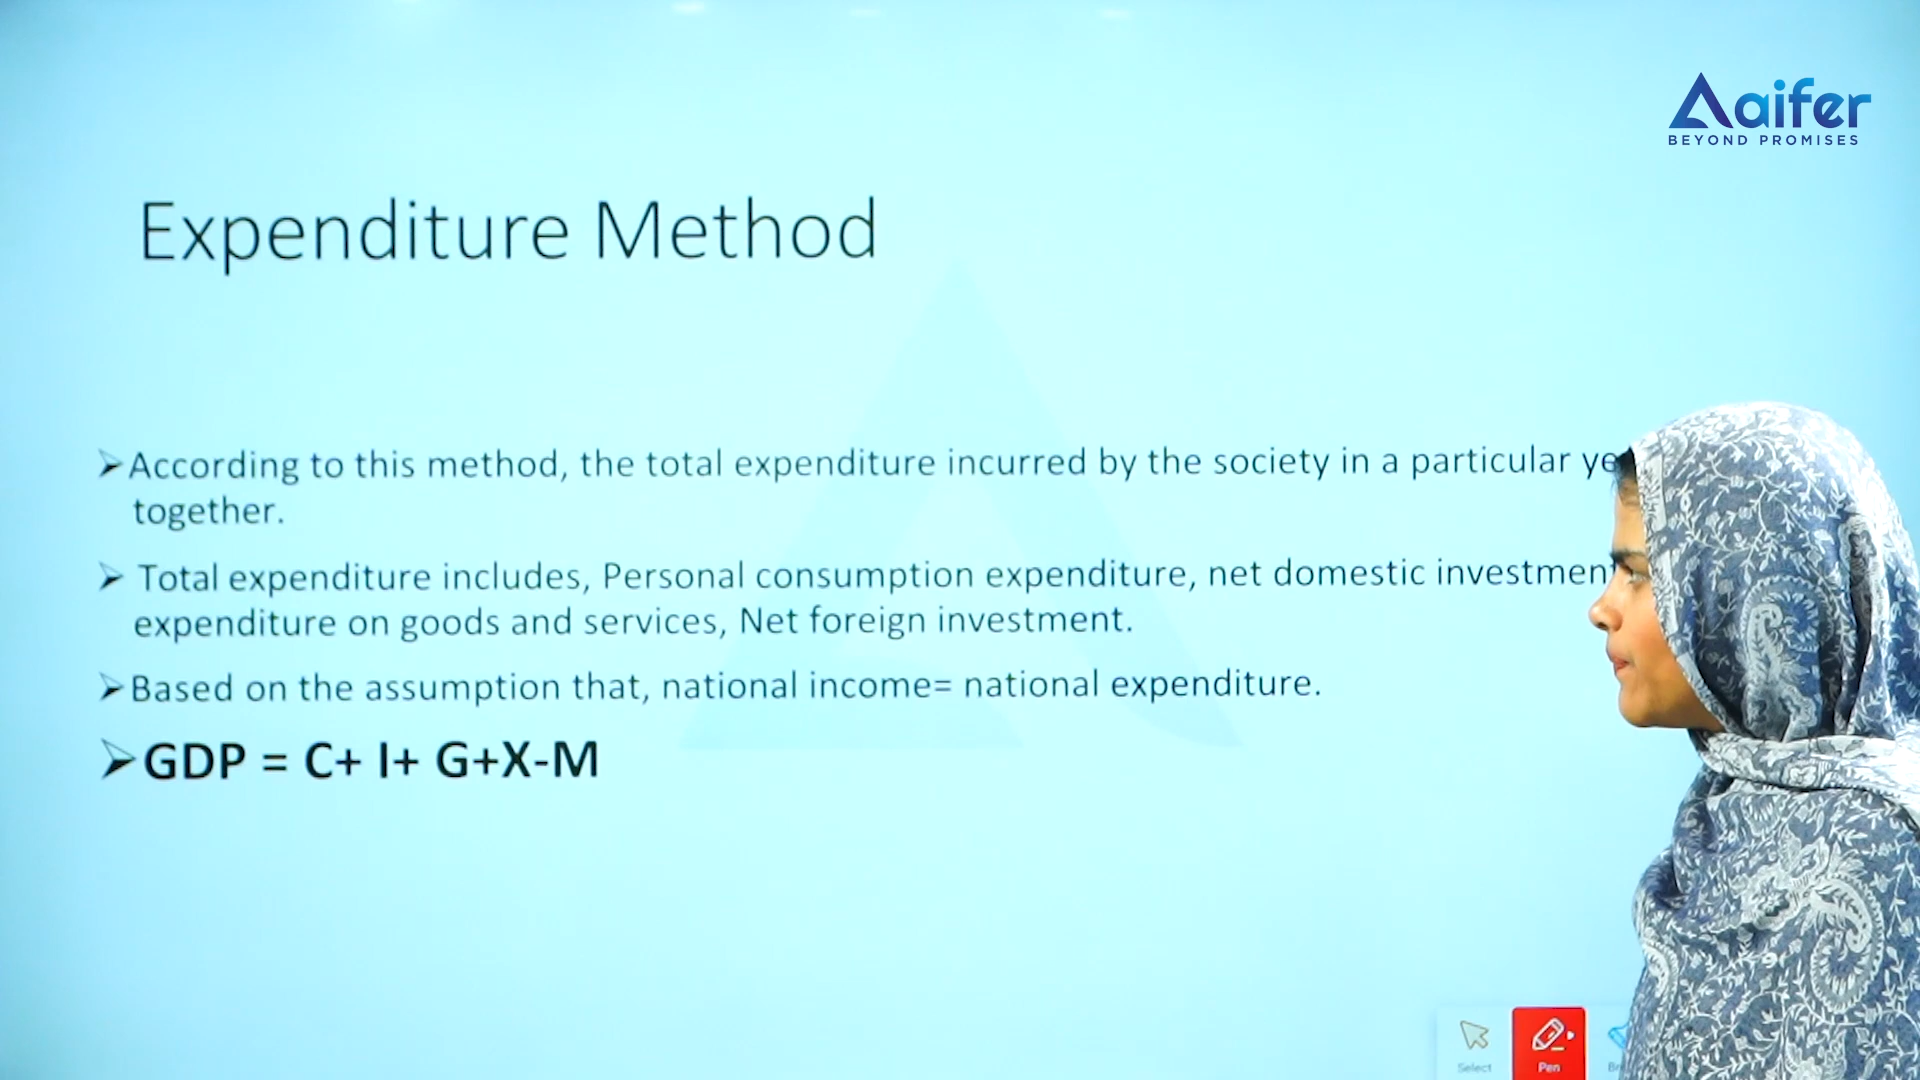 Aaifer
BEYOND PROMISES
Expenditure Method
➢According to this method, the total expenditure incurred by the society in a particular
together.
➢ Total expenditure includes, Personal consumption expenditure, net domestic
expenditure on goods and services, Net foreign investment.
➢Based on the assumption that, national income= national expenditure.
➢GDP = C+ I+ G+X-M
Select
Pen